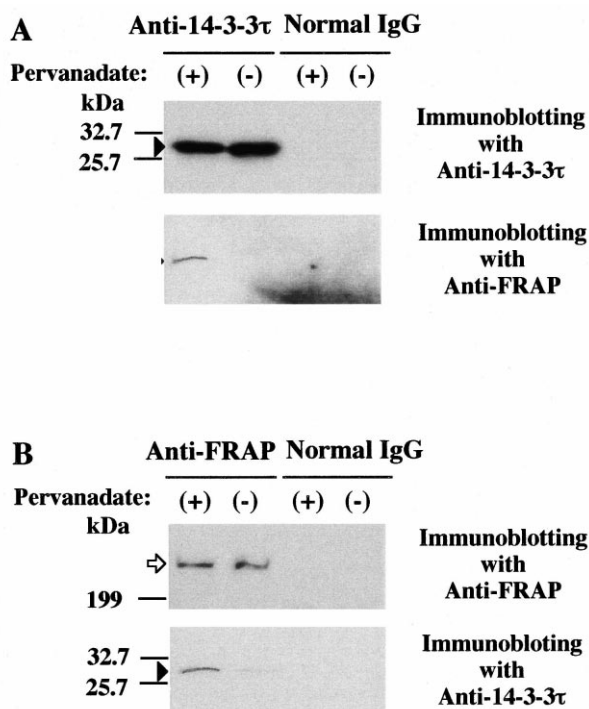 A
Anti-14-3-3τ Normal IgG
Pervanadate: (+) (-) (+) (-)
kDa
32.7
25.7
Immunoblotting
with
Anti-14-3-3τ
Immunoblotting
with
Anti-FRAP
B
Anti-FRAP Normal IgG
Pervanadate: (+) (-) (+) (-)
kDa
199
Immunoblotting
with
Anti-FRAP
32.7
25.7
Immunobloting
with
Anti-14-3-3τ